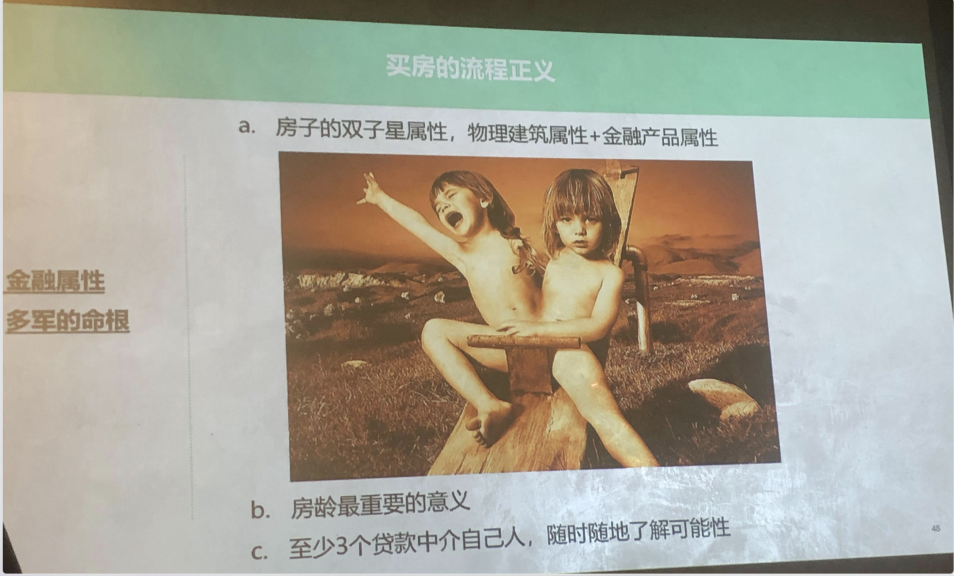 买房的流程正义
a. 房子的双子星属性，物理建筑属性+金融产品属性
金融属性
多军的命根
b. 房龄最重要的意义
c. 至少3个贷款中介自己人，随时随地了解可能性
48